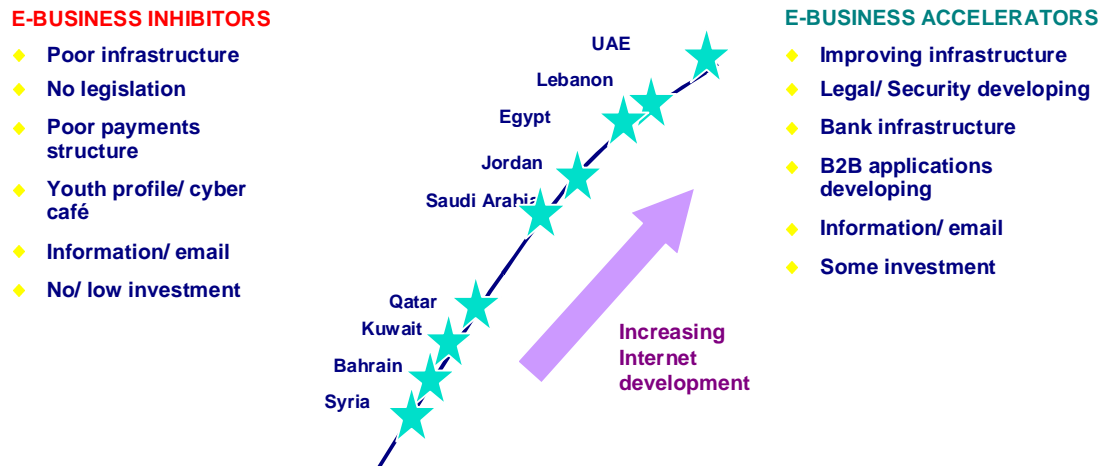 E-BUSINESS INHIBITORS
Poor infrastructure
No legislation
Poor payments
structure
Youth profile/ cyber
café
Information/ email
No/ low investment
UAE
Lebanon
Egypt
Jordan
Saudi Arabia
Qatar
Kuwait
Bahrain
Syria
Increasing
Internet
development
E-BUSINESS ACCELERATORS
Improving infrastructure
Legal/ Security developing
Bank infrastructure
B2B applications
developing
Information/ email
Some investment